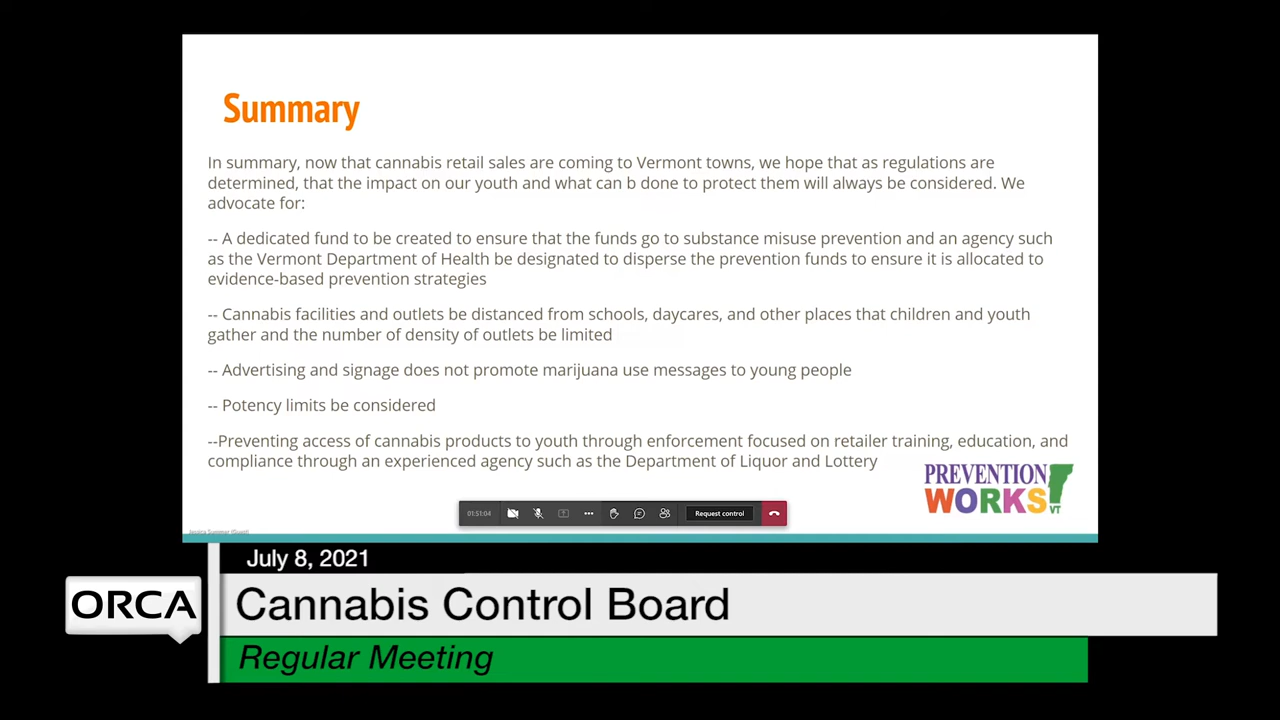 Summary
In summary, now that cannabis retail sales are coming to Vermont towns, we hope that as regulations are
determined, that the impact on our youth and what can b done to protect them will always be considered. We
advocate for:
-- A dedicated fund to be created to ensure that the funds go to substance misuse prevention and an agency such
as the Vermont Department of Health be designated to disperse the prevention funds to ensure it is allocated to
evidence-based prevention strategies
-- Cannabis facilities and outlets be distanced from schools, daycares, and other places that children and youth
gather and the number of density of outlets be limited
-- Advertising and signage does not promote marijuana use messages to young people
-- Potency limits be considered
--Preventing access of cannabis products to youth through enforcement focused on retailer training, education, and
compliance through an experienced agency such as the Department of Liquor and Lottery
PREVENTION
WORKS!
VT
01:51:04
Request control
Jessica Summer (Guest)
July 8, 2021
ORCA
Cannabis Control Board
Regular Meeting